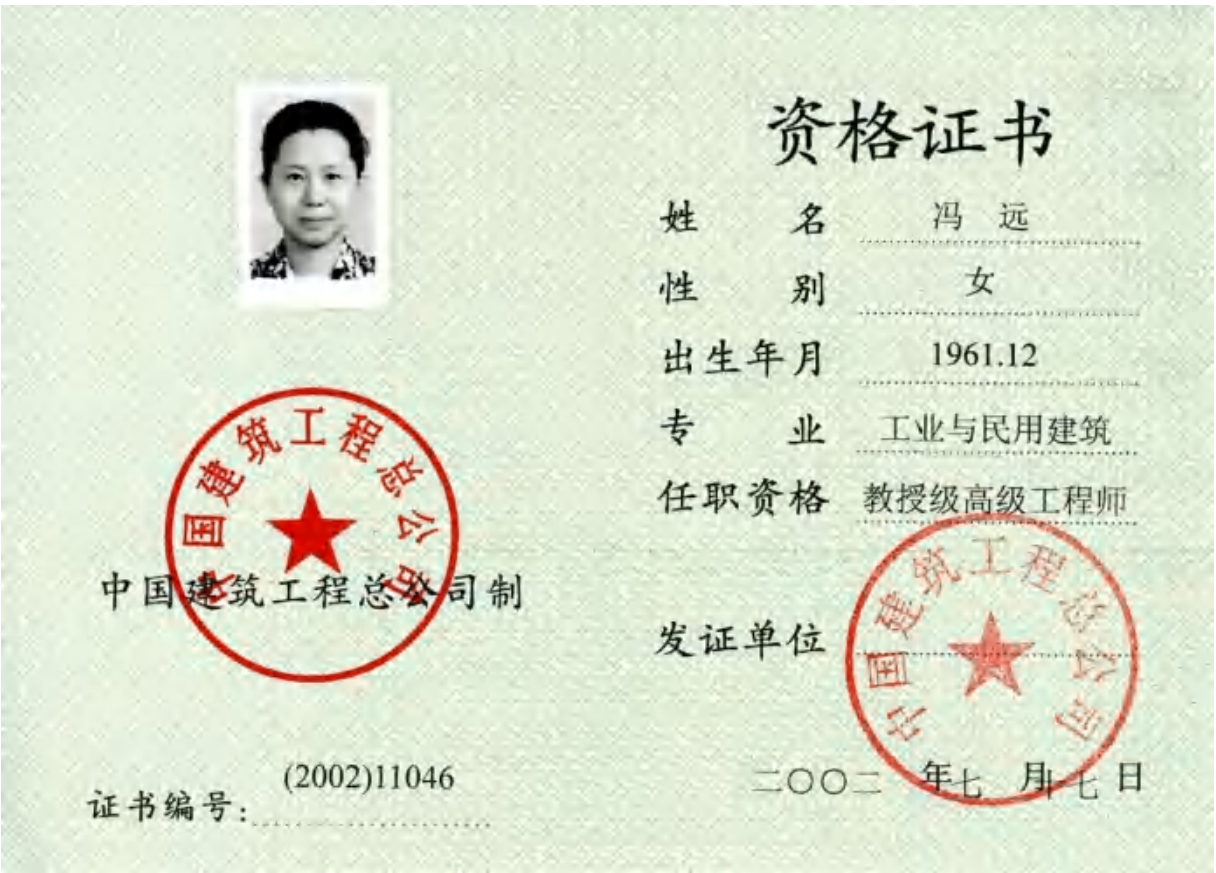 资格证书
姓名 冯 远
性别 女
出生年月 1961.12
专业 工业与民用建筑
任职资格 教授级高级工程师
发证单位
中国建筑工程总公司
二〇〇二 年七 月十七 日
中国建筑工程总公司
中国建筑工程总公司制
(2002)11046
证书编号: